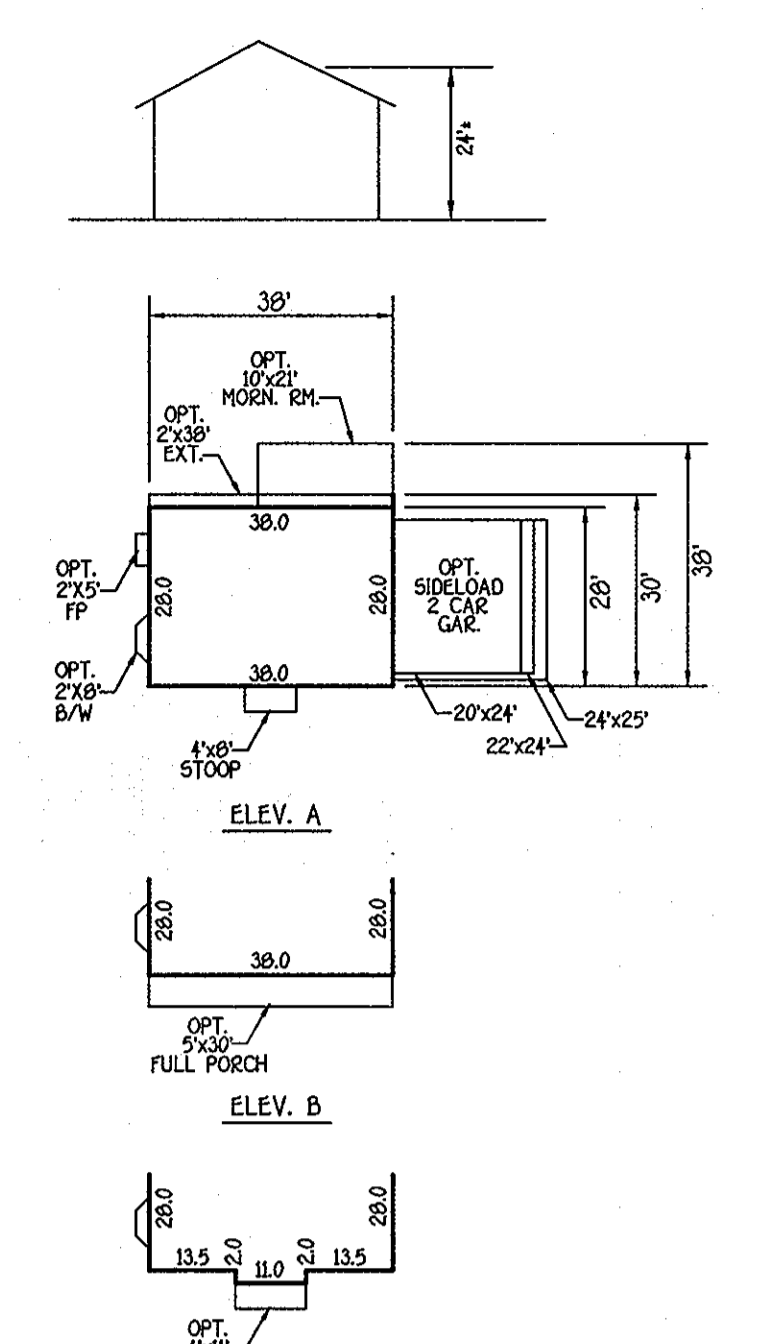 24'±
38'
OPT.
10'x21'
MORN. RM.
OPT.
2'x38'
EXT.
38.0
OPT.
2'X5'
FP
28.0
28.0
OPT.
SIDELOAD
2 CAR
GAR.
28'
30'
38'
OPT.
2'X8'
B/W
38.0
4'x8'
STOOP
20'x24'
22'x24'
24'x25'
ELEV. A
28.0
28.0
38.0
OPT.
5'x30'
FULL PORCH
ELEV. B
28.0
28.0
13.5
2.0
11.0
2.0
13.5
OPT.